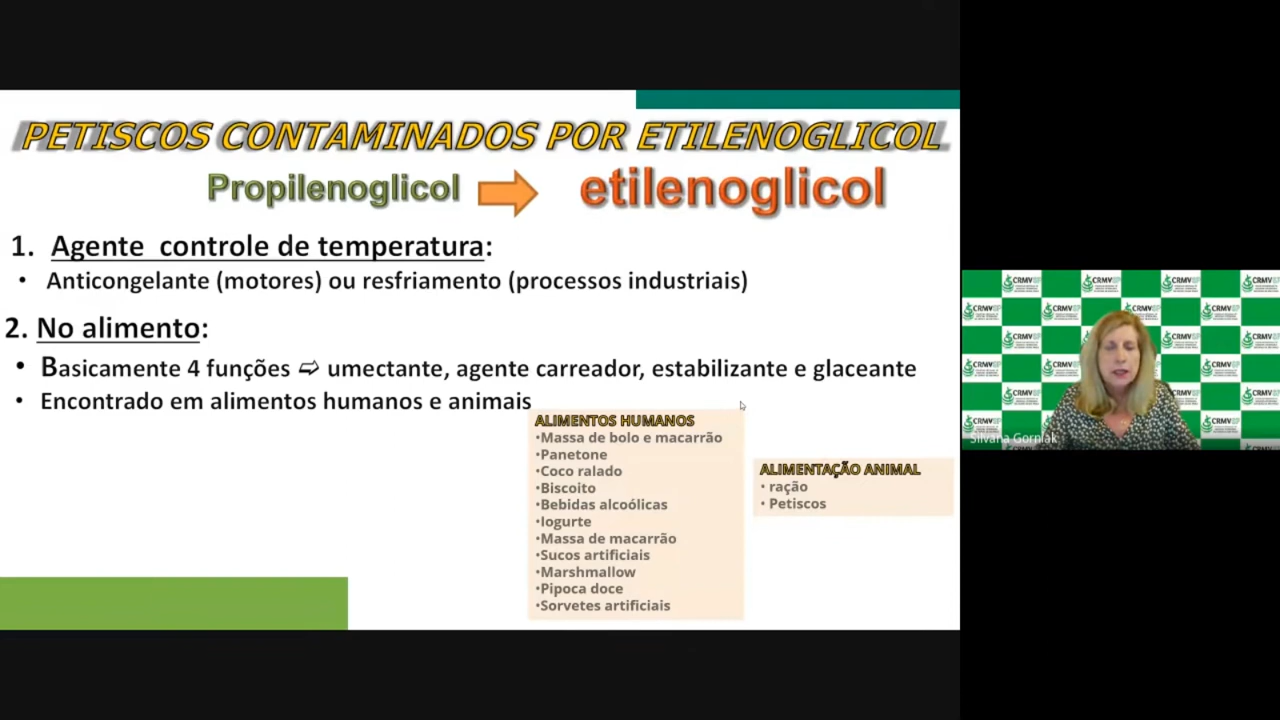 PETISCOS CONTAMINADOS POR ETILENOGLICOL
Propilenoglicol etilenoglicol
1. Agente controle de temperatura:
• Anticongelante (motores) ou resfriamento (processos industriais)
2. No alimento:
• Basicamente 4 funções ⇨ umectante, agente carreador, estabilizante e glaceante
• Encontrado em alimentos humanos e animais
ALIMENTOS HUMANOS
•Massa de bolo e macarrão
•Panetone
•Coco ralado
•Biscoito
•Bebidas alcoólicas
•Iogurte
•Massa de macarrão
•Sucos artificiais
•Marshmallow
•Pipoca doce
•Sorvetes artificiais
ALIMENTAÇÃO ANIMAL
• ração
• Petiscos
CRMVSP
Silvana Gorniak